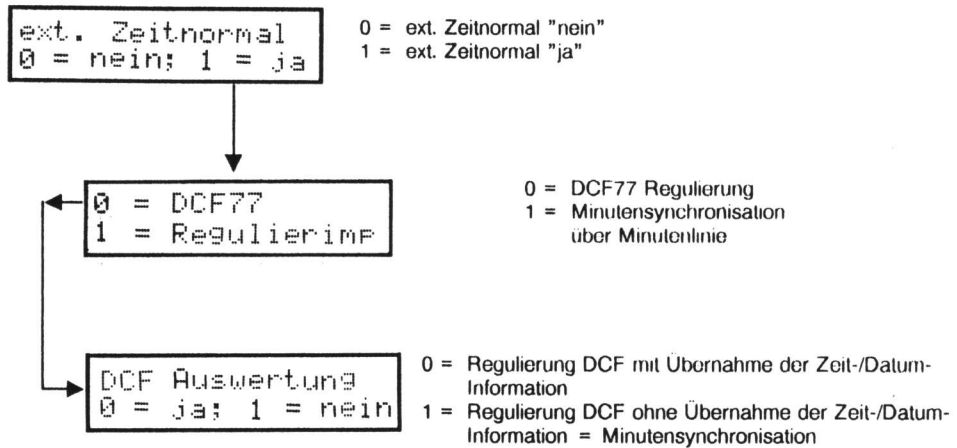 ext. Zeitnormal
0 = nein; 1 = ja
0 = ext. Zeitnormal "nein"
1 = ext. Zeitnormal "ja"
0 = DCF77
1 = Regulierimp
0 = DCF77 Regulierung
1 = Minutensynchronisation
über Minutenlinie
DCF Auswertung
0 = ja; 1 = nein
0 = Regulierung DCF mit Übernahme der Zeit-/Datum-
Information
1 = Regulierung DCF ohne Übernahme der Zeit-/Datum-
Information = Minutensynchronisation